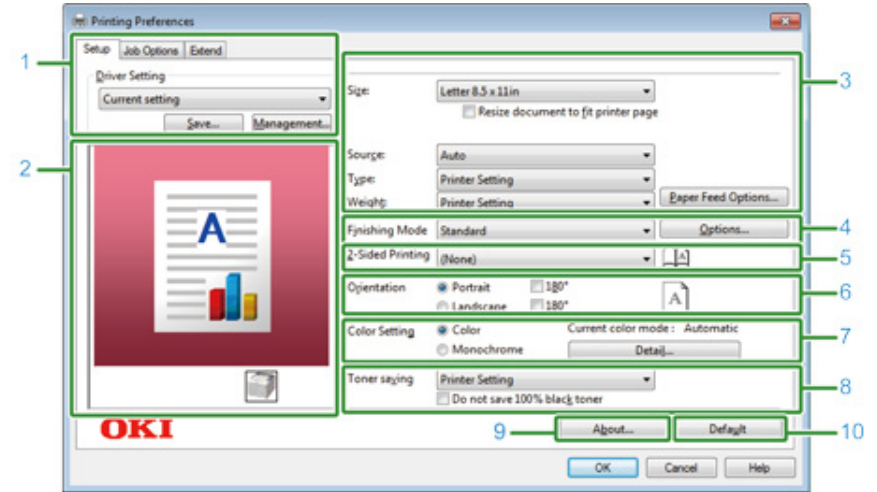 Printing Preferences
Setup Job Options Extend
1
Driver Setting
Current setting
Save... Management...
2
A
OKI
3
Size: Letter 8.5 x 11in
Resize document to fit printer page
Source: Auto
Type: Printer Setting
Weight: Printer Setting Paper Feed Options...
Finishing Mode Standard Options... 4
2-Sided Printing (None) A 5
Orientation Portrait 180° A 6
Landscape 180°
Color Setting Color Current color mode : Automatic 7
Monochrome Detail...
Toner saving Printer Setting 8
Do not save 100% black toner
9 About... Default 10
OK Cancel Help